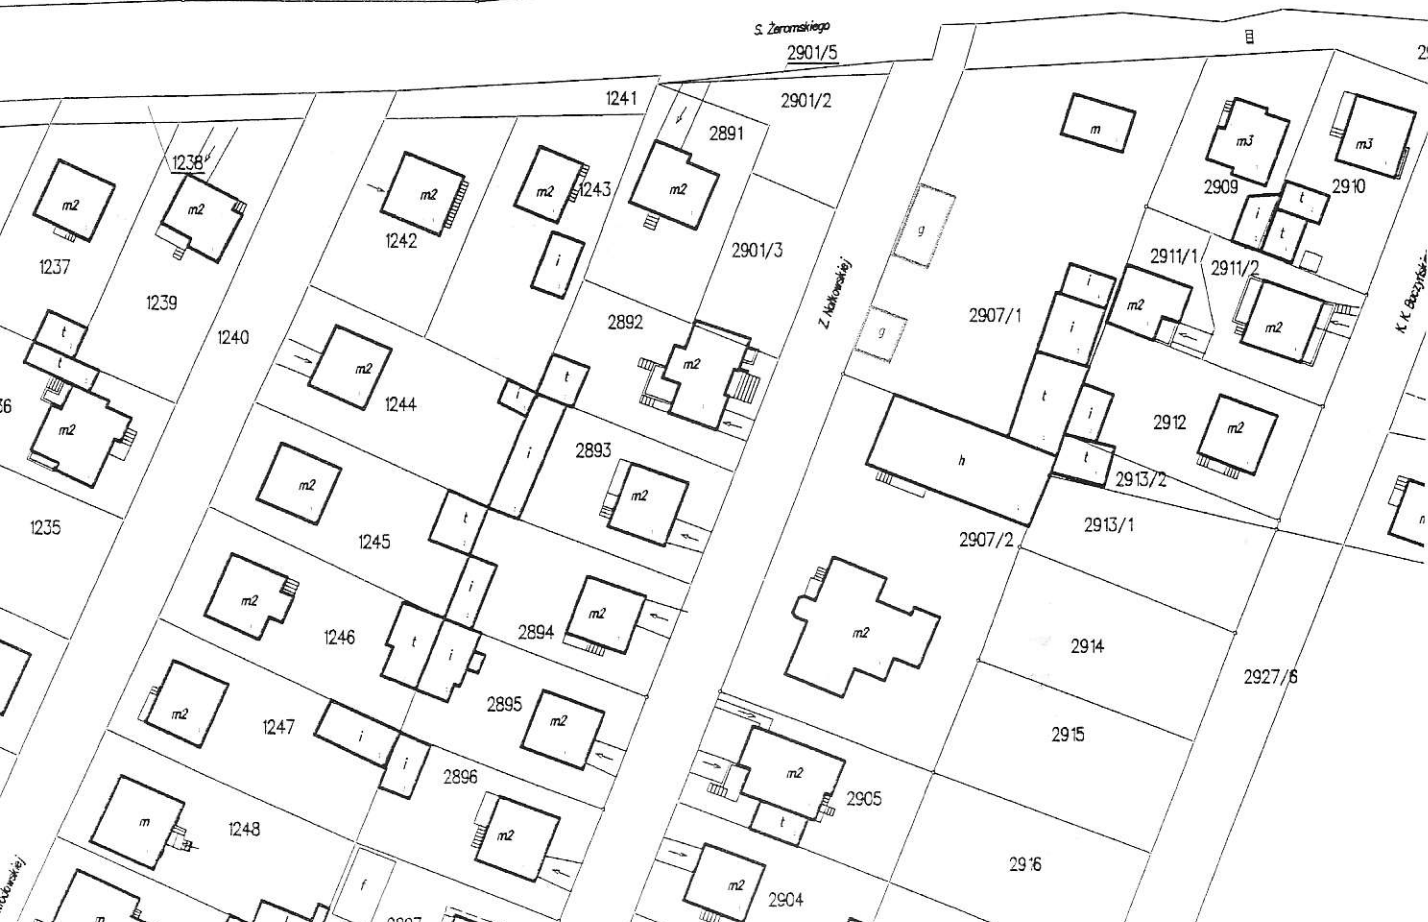 S. Żeromskiego
2901/5
1241
2901/2
2891
m
m3
m3
1238
2909
2910
m2
m2
m2
m2
1243
m2
t
i
t
1242
g
1237
i
2901/3
2911/1
2911/2
1239
Z. Nałkowskiej
i
m2
1240
2892
2907/1
i
m2
K. K. Baczyńskiego
t
g
t
m2
m2
t
t
i
1244
i
2912
m2
m2
h
i
2893
t
2913/2
1235
m2
m2
t
2913/1
1245
2907/2
i
m2
m2
1246
t
i
2894
m2
2914
2927/6
m2
1247
i
2895
m2
2915
i
2896
m2
2905
m
1248
m2
t
2916
f
m2
2904
m